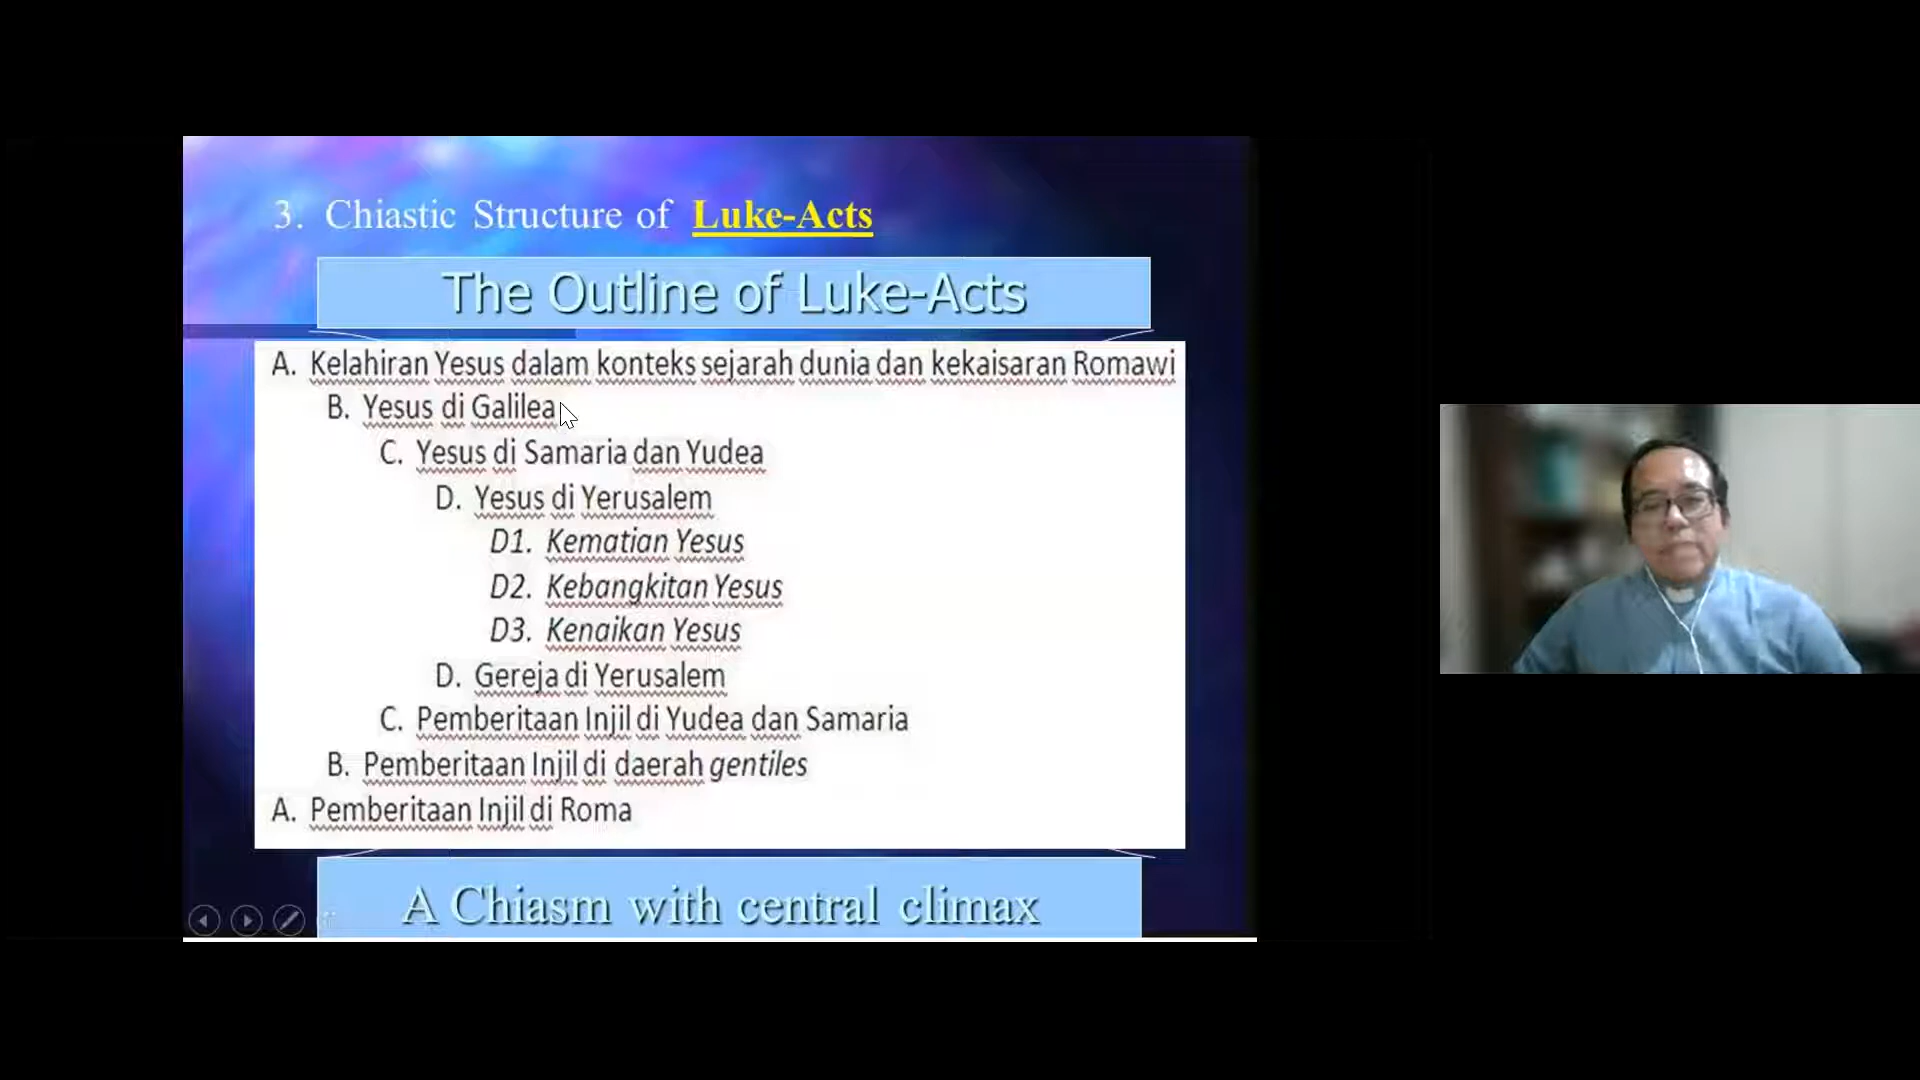 3. Chiastic Structure of Luke-Acts
The Outline of Luke-Acts
A. Kelahiran Yesus dalam konteks sejarah dunia dan kekaisaran Romawi
B. Yesus di Galilea
C. Yesus di Samaria dan Yudea
D. Yesus di Yerusalem
D1. Kematian Yesus
D2. Kebangkitan Yesus
D3. Kenaikan Yesus
D. Gereja di Yerusalem
C. Pemberitaan Injil di Yudea dan Samaria
B. Pemberitaan Injil di daerah gentiles
A. Pemberitaan Injil di Roma
A Chiasm with central climax